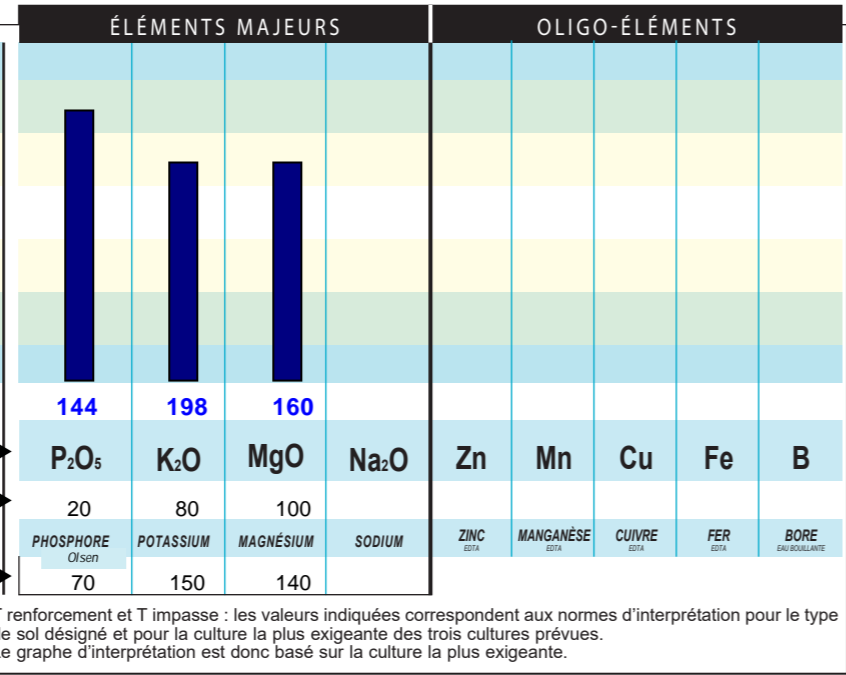 ÉLÉMENTS MAJEURS OLIGO-ÉLÉMENTS
144 198 160
P₂O₅ K₂O MgO Na₂O Zn Mn Cu Fe B
20 80 100
PHOSPHORE POTASSIUM MAGNÉSIUM SODIUM ZINC MANGANÈSE CUIVRE FER BORE
Olsen EDTA EDTA EDTA EDTA EAU BOUILLANTE
70 150 140
T renforcement et T impasse : les valeurs indiquées correspondent aux normes d'interprétation pour le type
de sol désigné et pour la culture la plus exigeante des trois cultures prévues.
Le graphe d'interprétation est donc basé sur la culture la plus exigeante.